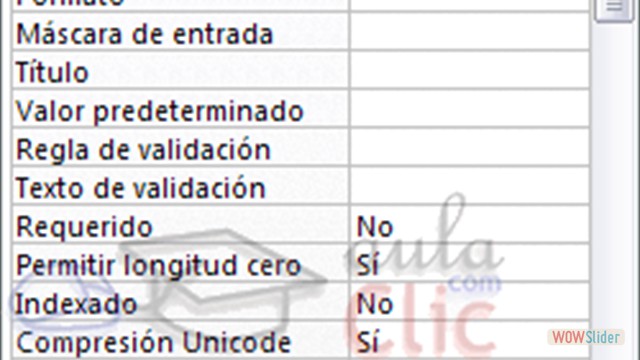 Formato
Máscara de entrada
Título
Valor predeterminado
Regla de validación
Texto de validación
Requerido No
Permitir longitud cero Sí
Indexado No
Compresión Unicode Sí
aula
.com
Clic
WOWSlider